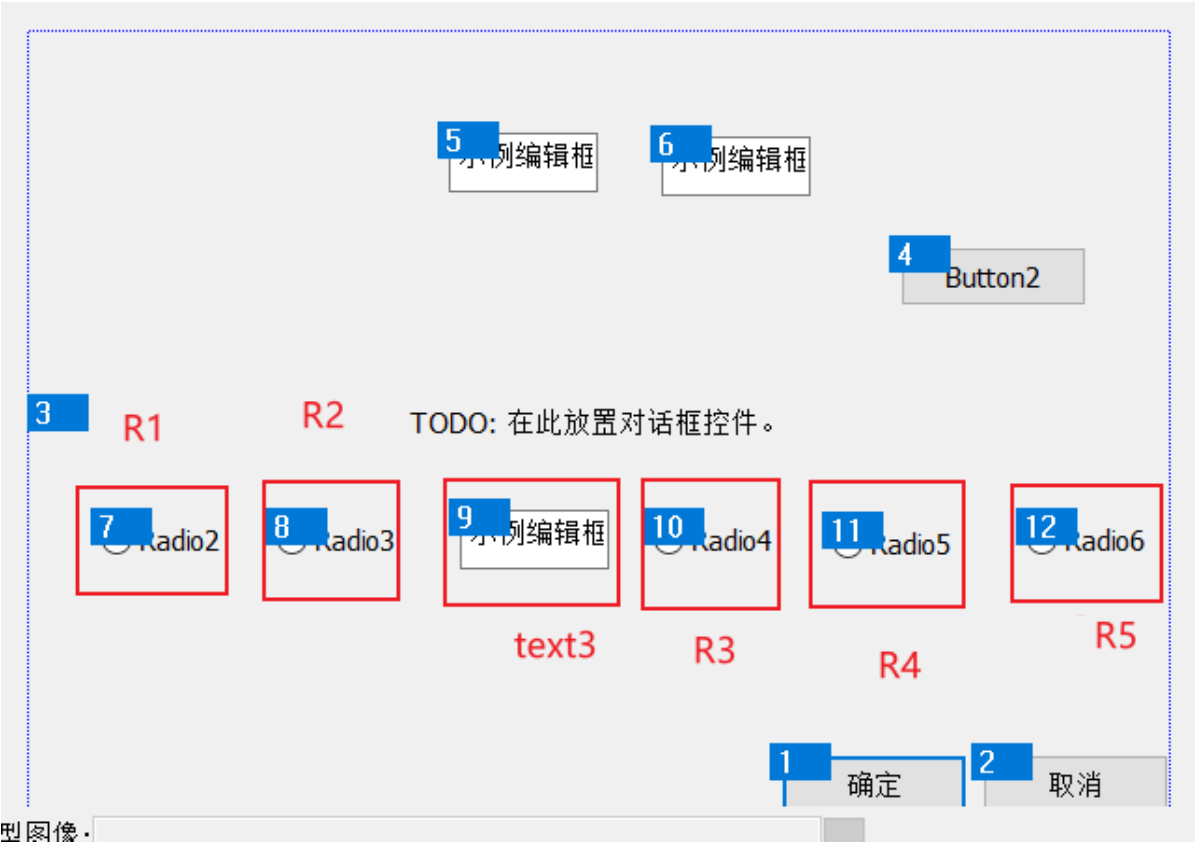 5 示例编辑框
6 示例编辑框
4 Button2
3 R1 R2 TODO: 在此放置对话框控件。
7 Radio2 8 Radio3 9 示例编辑框 10 Radio4 11 Radio5 12 Radio6
text3 R3 R4 R5
1 确定 2 取消
型图像: